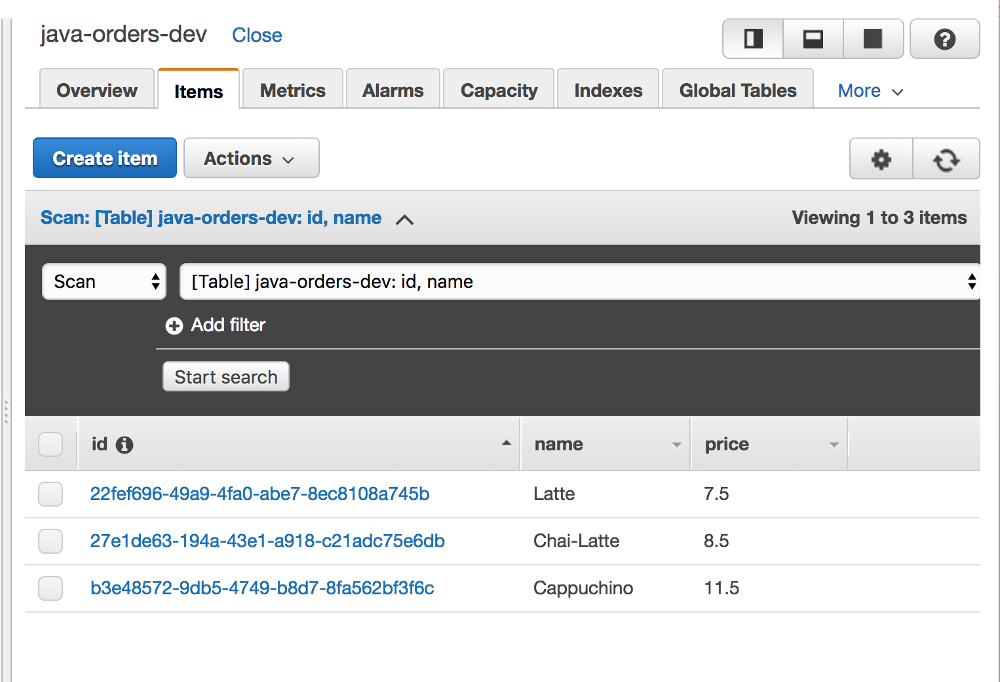 java-orders-dev Close
Overview Items Metrics Alarms Capacity Indexes Global Tables More
Create item Actions
Scan: [Table] java-orders-dev: id, name Viewing 1 to 3 items
Scan [Table] java-orders-dev: id, name
Add filter
Start search
id name price
22fef696-49a9-4fa0-abe7-8ec8108a745b Latte 7.5
27e1de63-194a-43e1-a918-c21adc75e6db Chai-Latte 8.5
b3e48572-9db5-4749-b8d7-8fa562bf3f6c Cappuchino 11.5